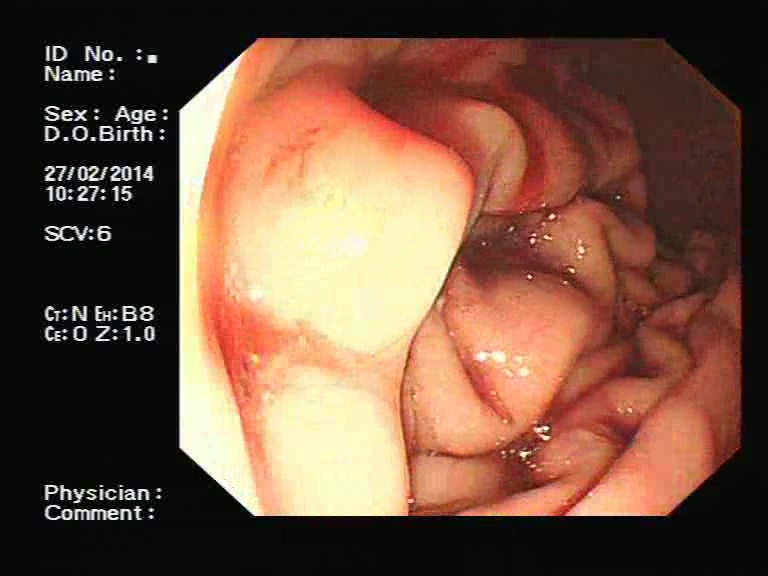 ID No. :
Name:
Sex: Age:
D.O.Birth:
27/02/2014
10:27:15
SCV:6
CT:N EH:B8
CE:0 Z:1.0
Physician:
Comment: